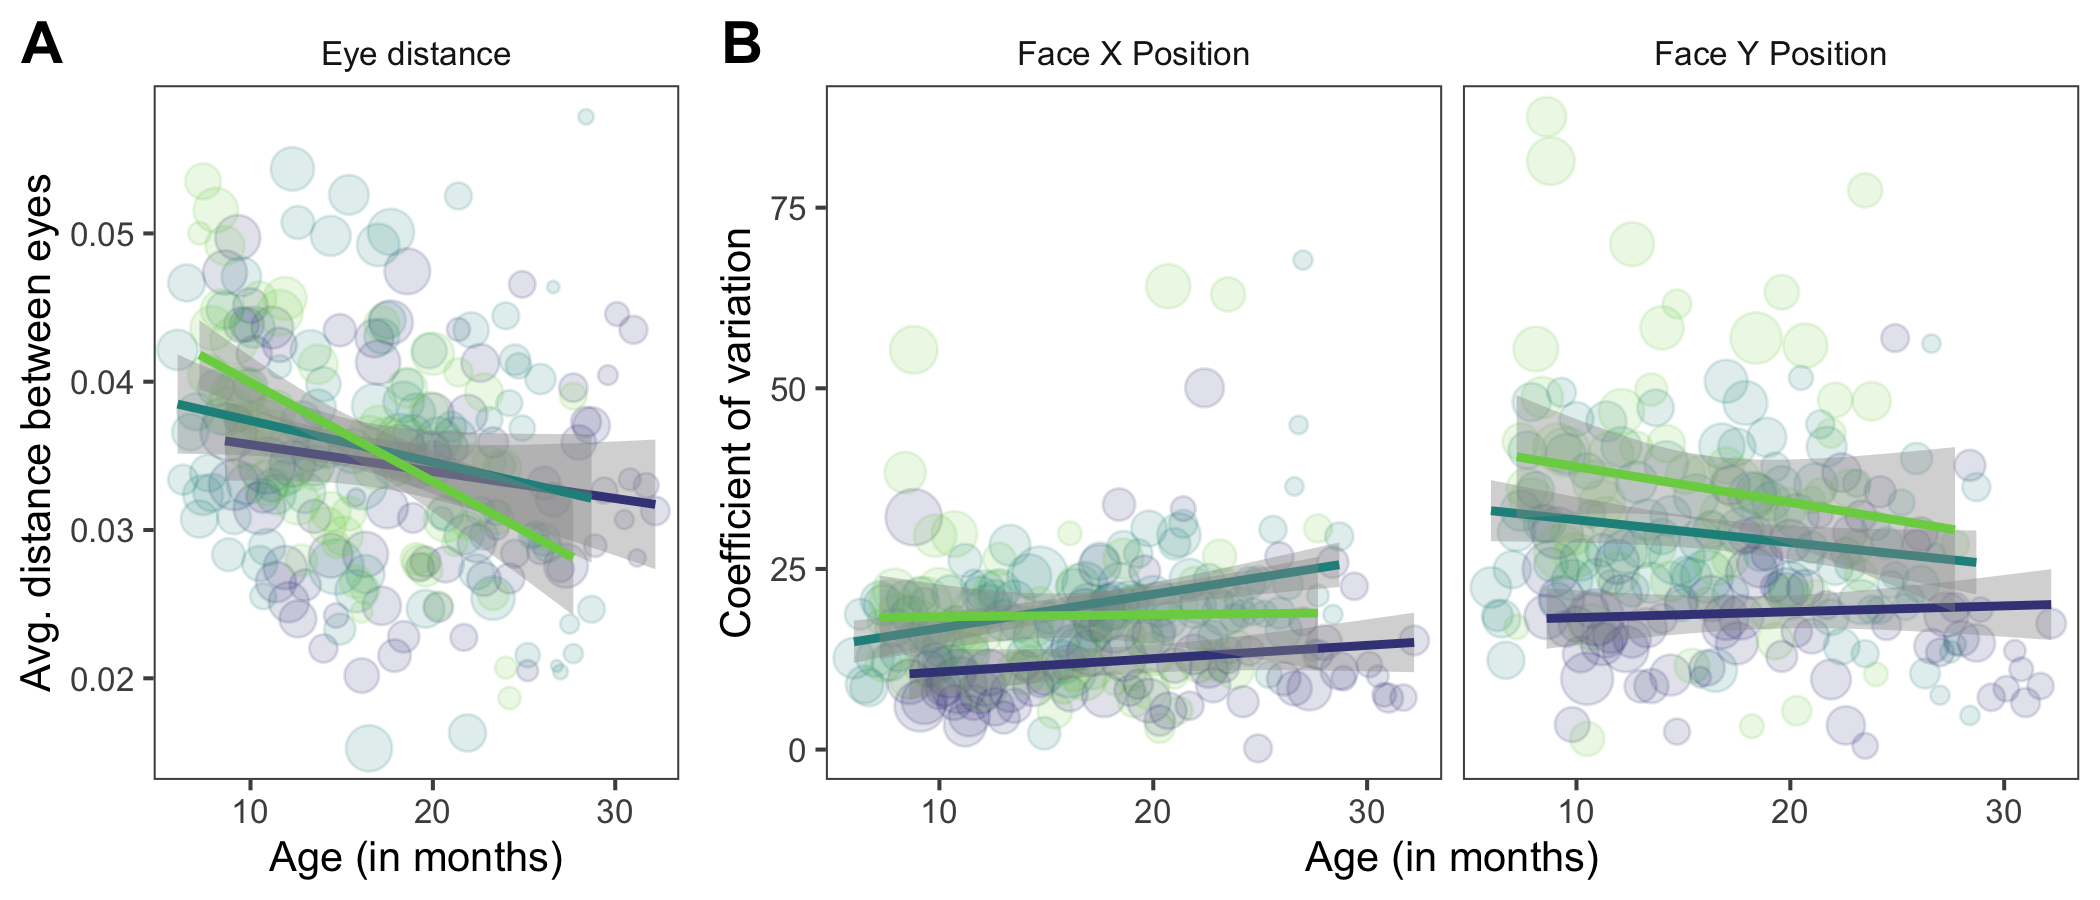 A
Eye distance
Avg. distance between eyes
0.05
0.04
0.03
0.02
10 20 30
Age (in months)
B
Face X Position Face Y Position
Coefficient of variation
75
50
25
0
10 20 30 10 20 30
Age (in months)